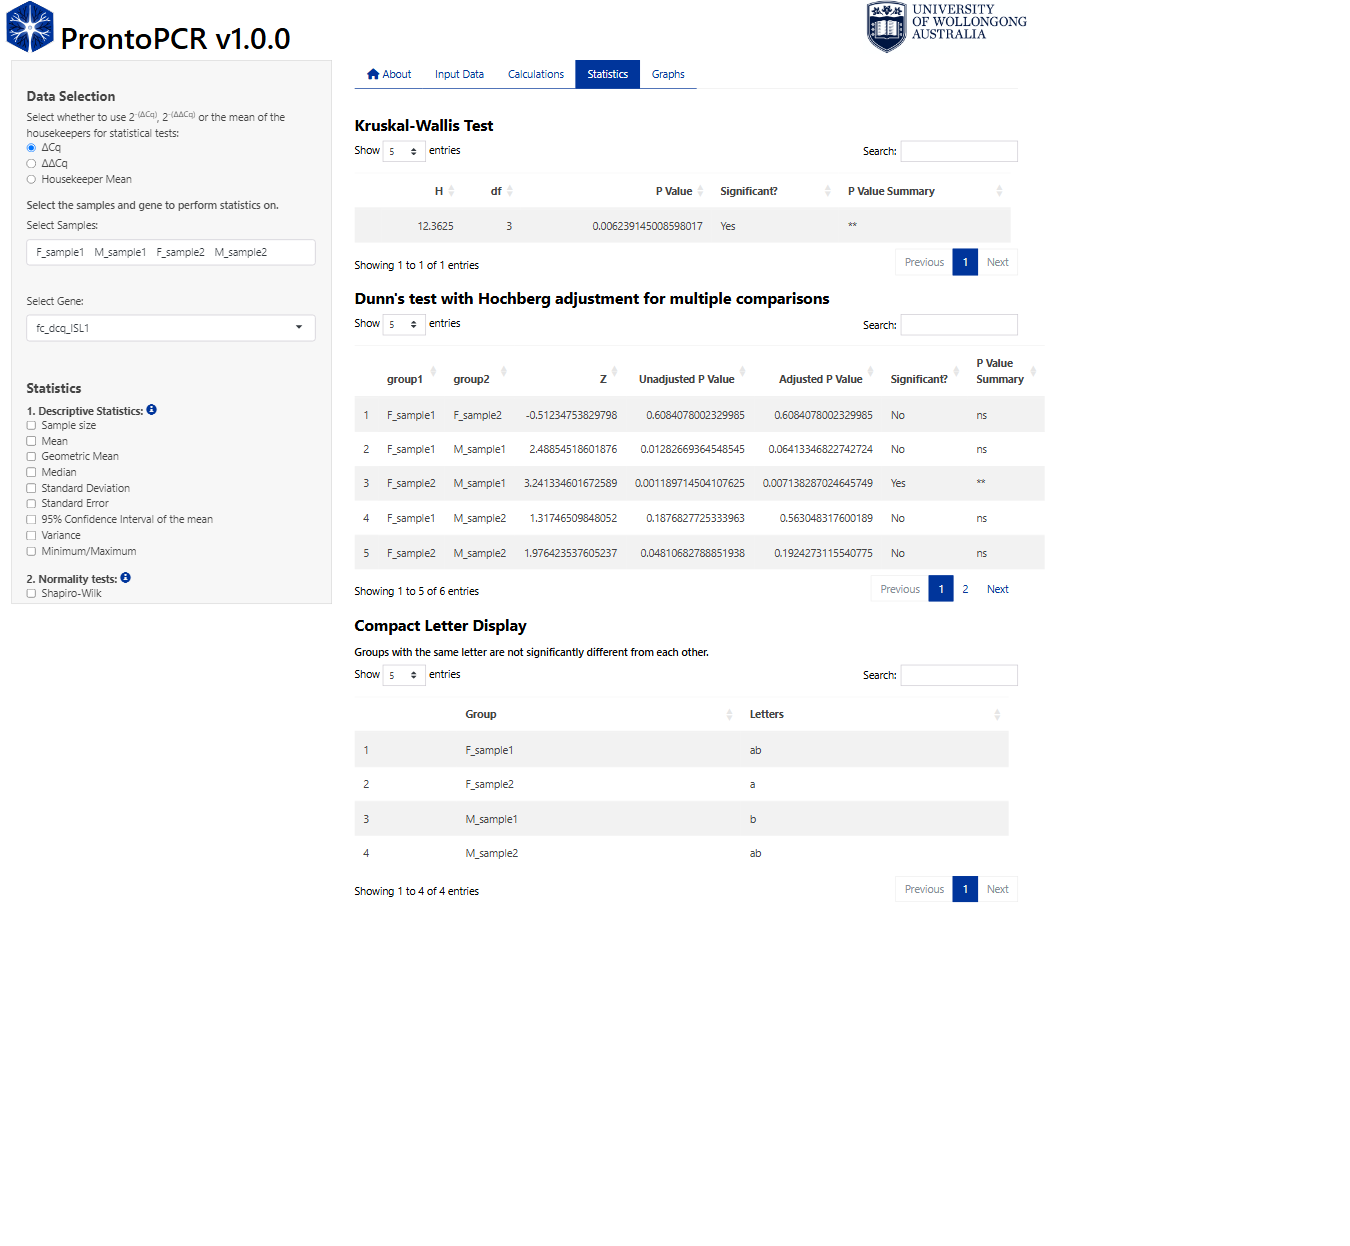 ProntoPCR v1.0.0
UNIVERSITY
OF WOLLONGONG
AUSTRALIA
Data Selection
Select whether to use 2-(ΔCq), 2-(ΔΔCq) or the mean of the
housekeepers for statistical tests:
ΔCq
ΔΔCq
Housekeeper Mean
Select the samples and gene to perform statistics on.
Select Samples:
F_sample1 M_sample1 F_sample2 M_sample2
Select Gene:
fc_dcq_ISL1
Statistics
1. Descriptive Statistics:
Sample size
Mean
Geometric Mean
Median
Standard Deviation
Standard Error
95% Confidence Interval of the mean
Variance
Minimum/Maximum
2. Normality tests:
Shapiro-Wilk
About Input Data Calculations Statistics Graphs
Kruskal-Wallis Test
Show 5 entries Search:
H df P Value Significant? P Value Summary
12.3625 3 0.006239145008598017 Yes **
Showing 1 to 1 of 1 entries Previous 1 Next
Dunn's test with Hochberg adjustment for multiple comparisons
Show 5 entries Search:
group1 group2 Z Unadjusted P Value Adjusted P Value Significant? P Value Summary
1 F_sample1 F_sample2 -0.51234753829798 0.6084078002329985 0.6084078002329985 No ns
2 F_sample1 M_sample1 2.48854518601876 0.01282669364548545 0.06413346822742724 No ns
3 F_sample2 M_sample1 3.241334601672589 0.001189714504107625 0.007138287024645749 Yes **
4 F_sample1 M_sample2 1.31746509848052 0.1876827725333963 0.563048317600189 No ns
5 F_sample2 M_sample2 1.976423537605237 0.04810682788851938 0.1924273115540775 No ns
Showing 1 to 5 of 6 entries Previous 1 2 Next
Compact Letter Display
Groups with the same letter are not significantly different from each other.
Show 5 entries Search:
Group Letters
1 F_sample1 ab
2 F_sample2 a
3 M_sample1 b
4 M_sample2 ab
Showing 1 to 4 of 4 entries Previous 1 Next